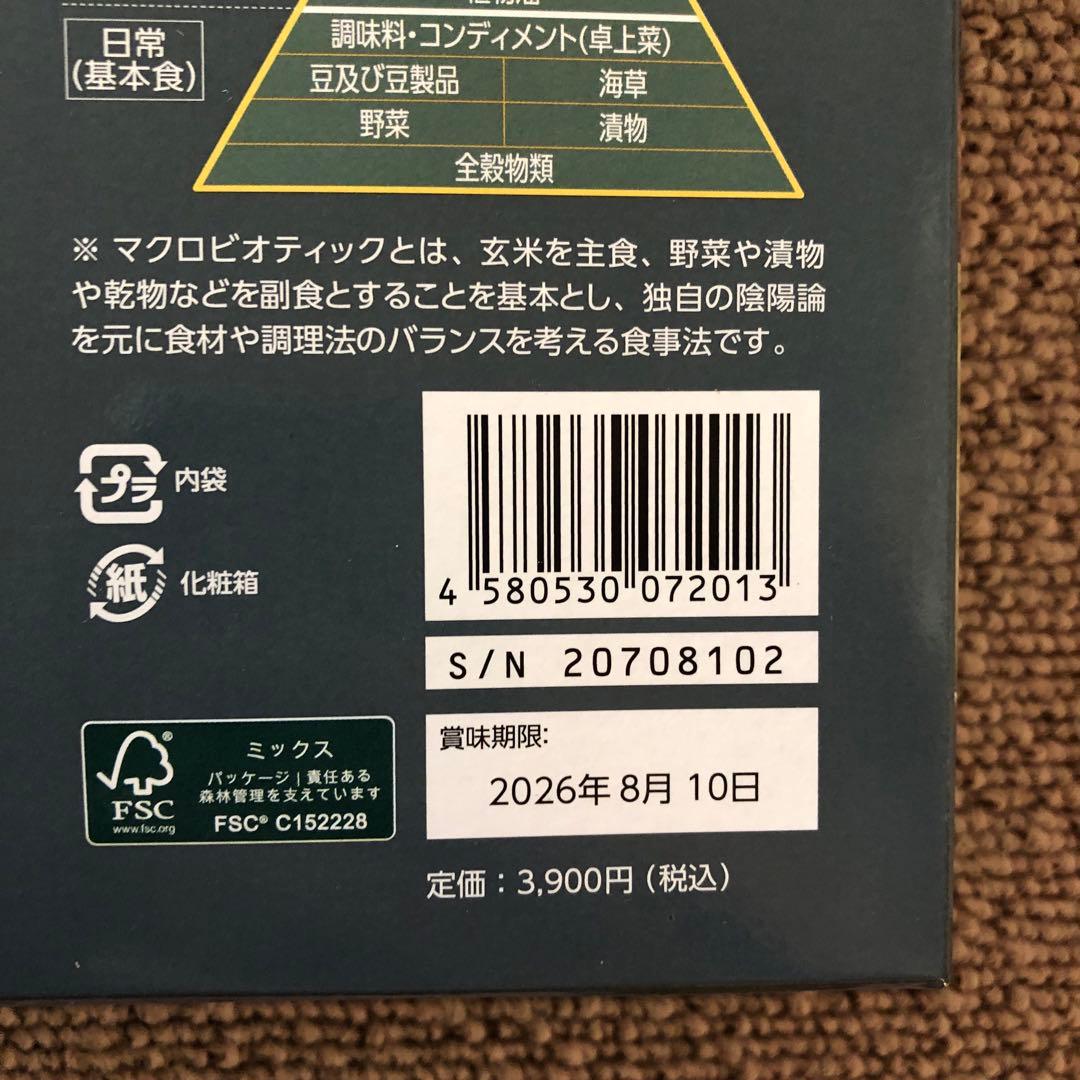 日常
(基本食)
調味料・コンディメント(卓上菜)
豆及び豆製品
海草
野菜
漬物
全穀物類
※ マクロビオティックとは、玄米を主食、野菜や漬物
や乾物などを副食とすることを基本とし、独自の陰陽論
を元に食材や調理法のバランスを考える食事法です。
プラ
内袋
紙
化粧箱
4 580530 072013
S/N 20708102
賞味期限:
2026年 8月 10日
定価：3,900円（税込）
FSC
www.fsc.org
®
ミックス
パッケージ | 責任ある
森林管理を支えています
FSC® C152228